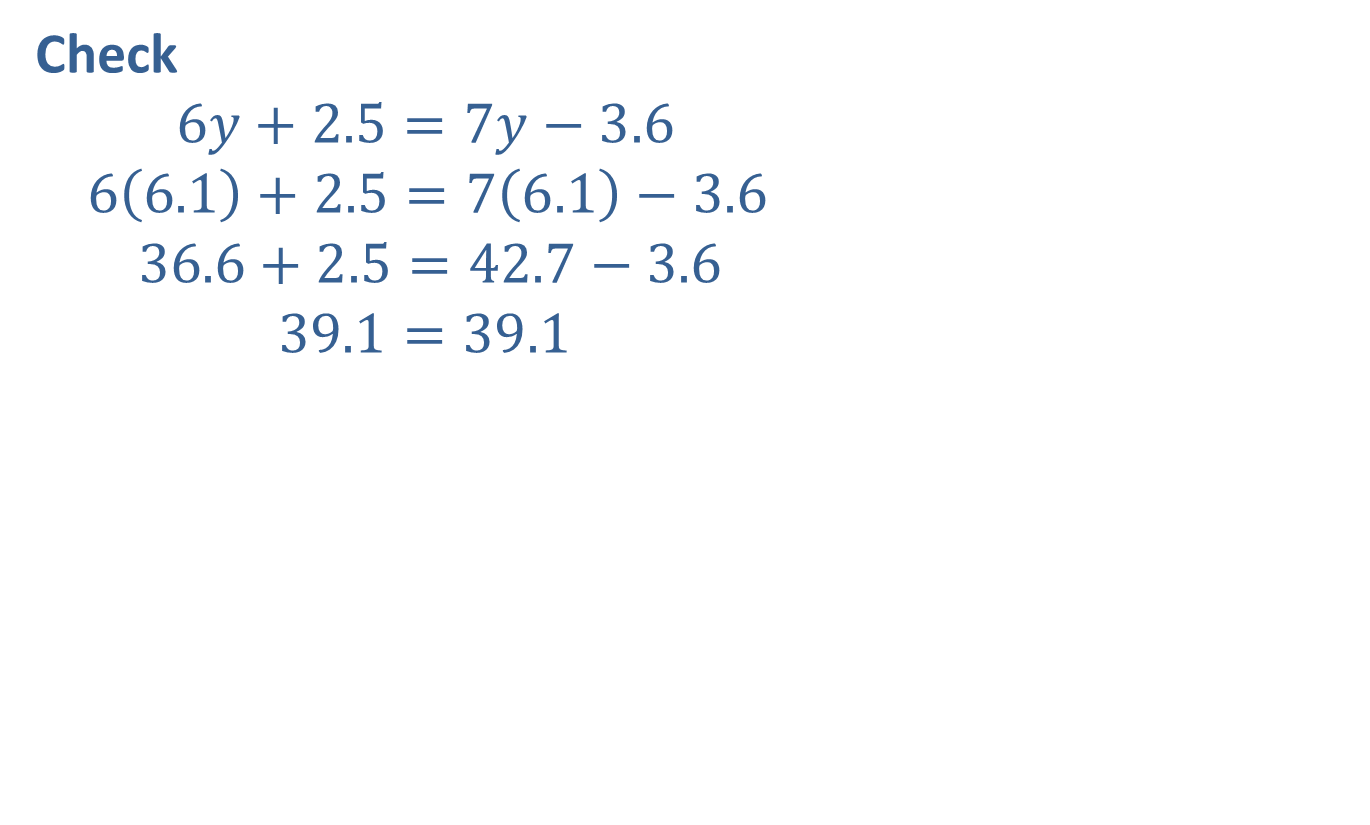 Check
6y + 2.5 = 7y − 3.6
6(6.1) + 2.5 = 7(6.1) − 3.6
36.6 + 2.5 = 42.7 − 3.6
39.1 = 39.1